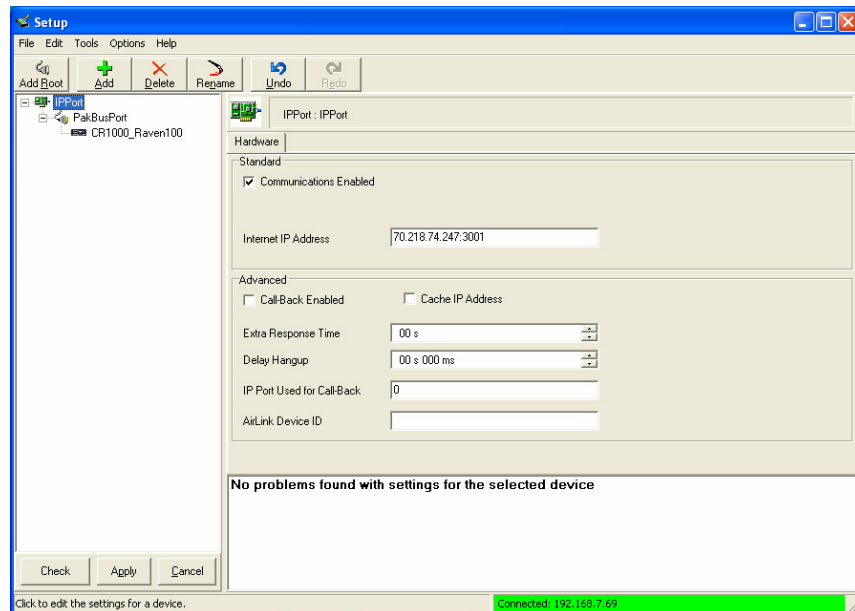 Setup
File Edit Tools Options Help
Add Root Add Delete Rename Undo Redo
IPPort
PakBusPort
CR1000_Raven100
IPPort : IPPort
Hardware
Standard
Communications Enabled
Internet IP Address 70.218.74.247:3001
Advanced
Call-Back Enabled Cache IP Address
Extra Response Time 00 s
Delay Hangup 00 s 000 ms
IP Port Used for Call-Back 0
AirLink Device ID
No problems found with settings for the selected device
Check Apply Cancel
Click to edit the settings for a device. Connected: 192.168.7.69